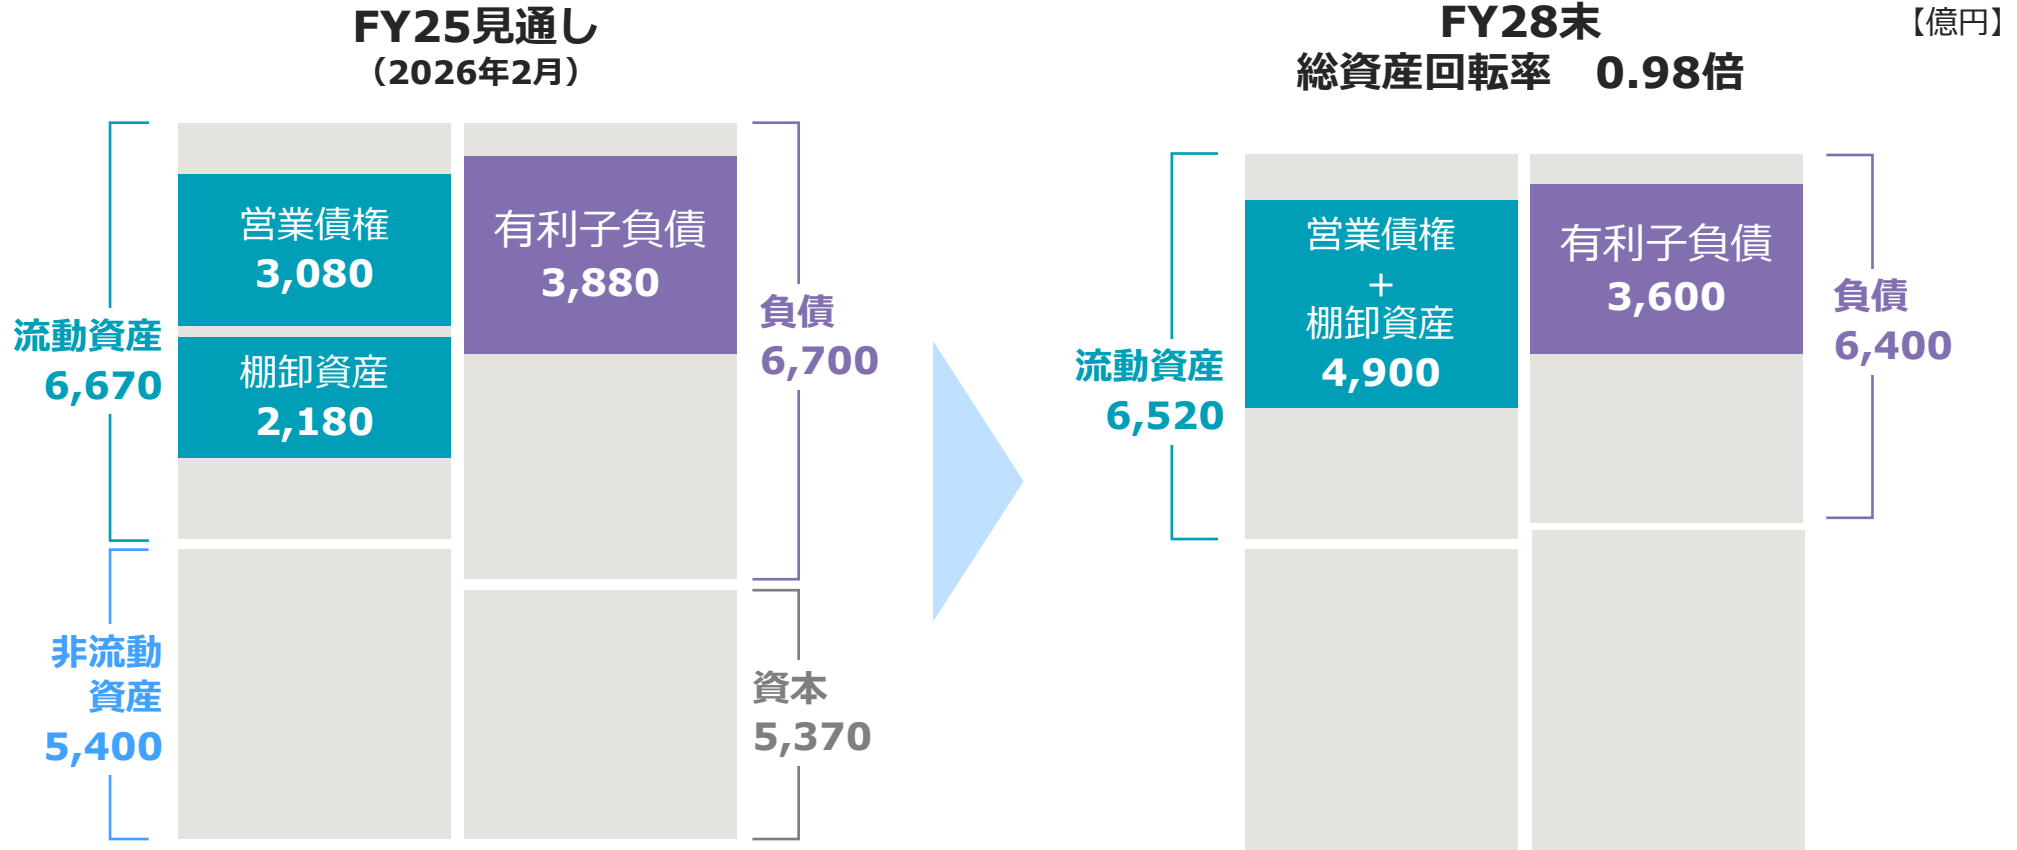 FY25見通し
（2026年2月）
流動資産
6,670
非流動
資産
5,400
営業債権
3,080
棚卸資産
2,180
有利子負債
3,880
負債
6,700
資本
5,370
FY28末
総資産回転率　0.98倍
【億円】
流動資産
6,520
営業債権
+
棚卸資産
4,900
有利子負債
3,600
負債
6,400